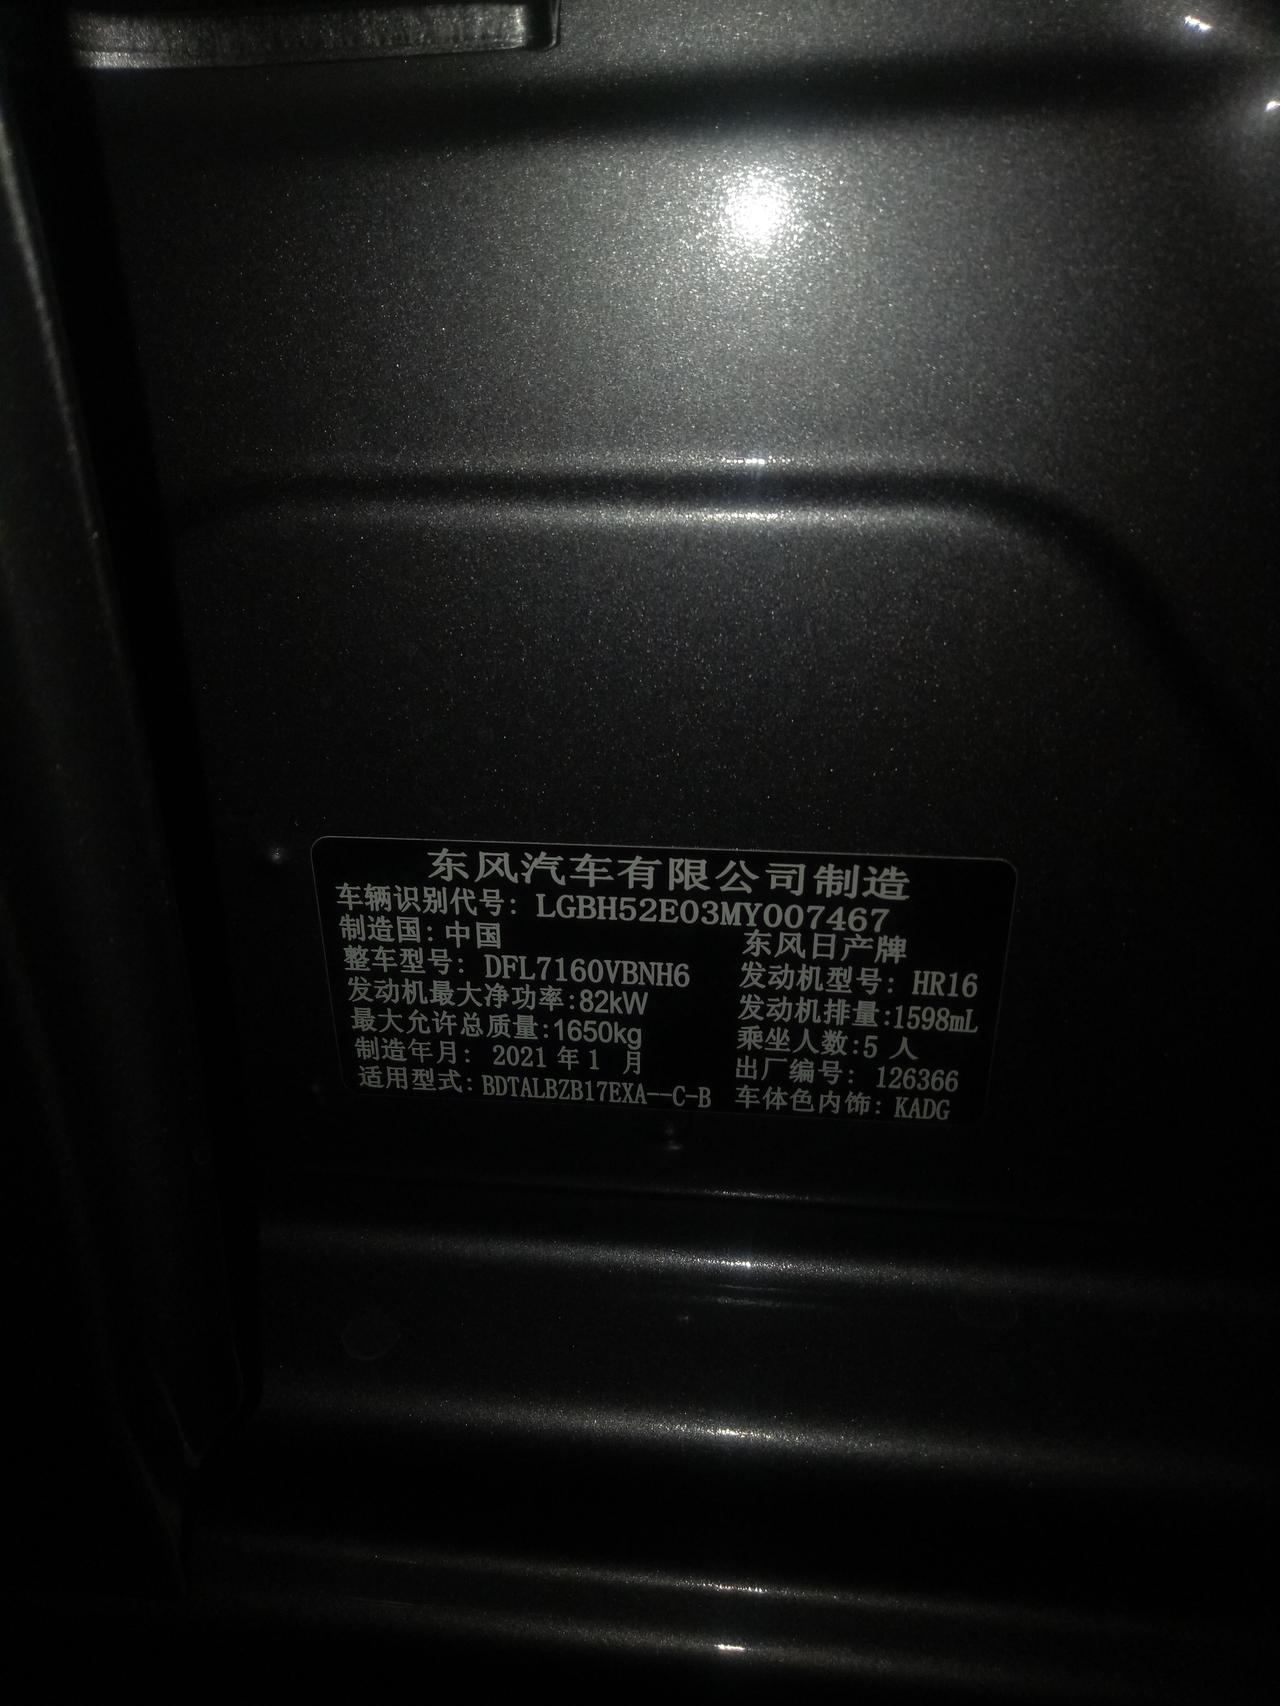 东风汽车有限公司制造
车辆识别代号: LGBH52E03MY007467
制造国: 中国 东风日产牌
整车型号: DFL7160VBNH6 发动机型号: HR16
发动机最大净功率:82kW 发动机排量:1598mL
最大允许总质量:1650kg 乘坐人数:5 人
制造年月: 2021 年 1 月 出厂编号: 126366
适用型式: BDTALBZB17EXA--C-B 车体色内饰: KADG